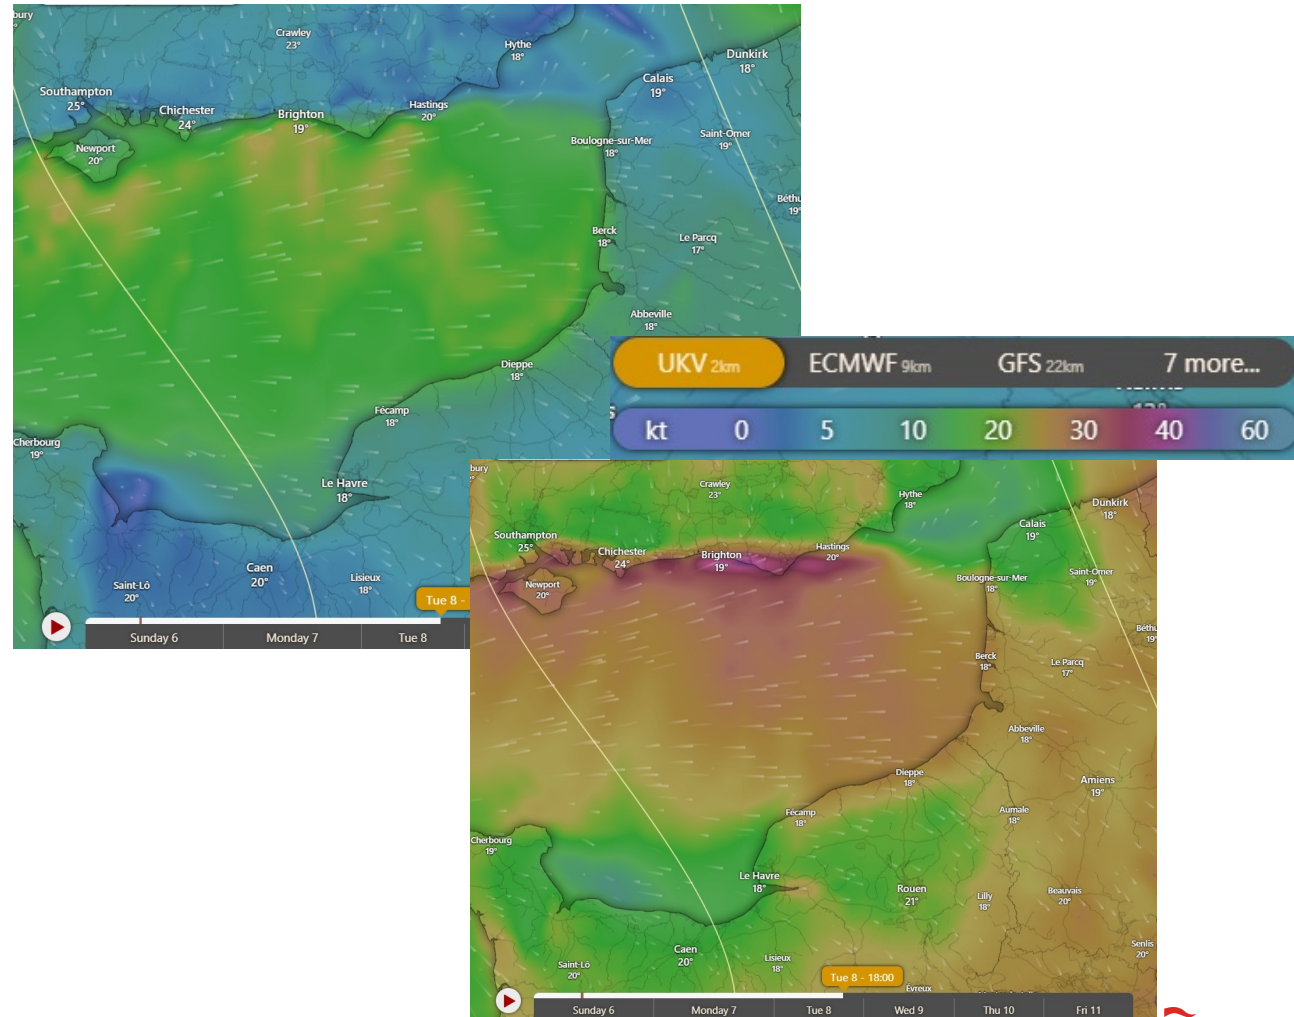 bury
Crawley
23°
Hythe
18°
Dunkirk
18°
Calais
19°
Southampton
25°
Chichester
24°
Brighton
19°
Hastings
20°
Newport
20°
Boulogne-sur-Mer
18°
Saint-Omer
19°
Béthu
19°
Berck
18°
Le Parcq
17°
Abbeville
18°
Dieppe
18°
Fécamp
18°
Cherbourg
19°
Le Havre
18°
Caen
20°
Saint-Lô
20°
Lisieux
18°
Tue 8 -
Sunday 6 Monday 7 Tue 8
UKV 2km ECMWF 9km GFS 22km 7 more...
kt 0 5 10 20 30 40 60
bury
Crawley
23°
Hythe
18°
Dunkirk
18°
Calais
19°
Southampton
25°
Chichester
24°
Brighton
19°
Hastings
20°
Newport
20°
Boulogne-sur-Mer
18°
Saint-Omer
19°
Béthu
19°
Berck
18°
Le Parcq
17°
Abbeville
18°
Dieppe
18°
Amiens
19°
Fécamp
18°
Aumale
18°
Cherbourg
19°
Le Havre
18°
Rouen
21°
Lilly
18°
Beauvais
20°
Caen
20°
Senlis
20°
Saint-Lô
20°
Lisieux
18°
Tue 8 - 18:00
Évreux
Sunday 6 Monday 7 Tue 8 Wed 9 Thu 10 Fri 11